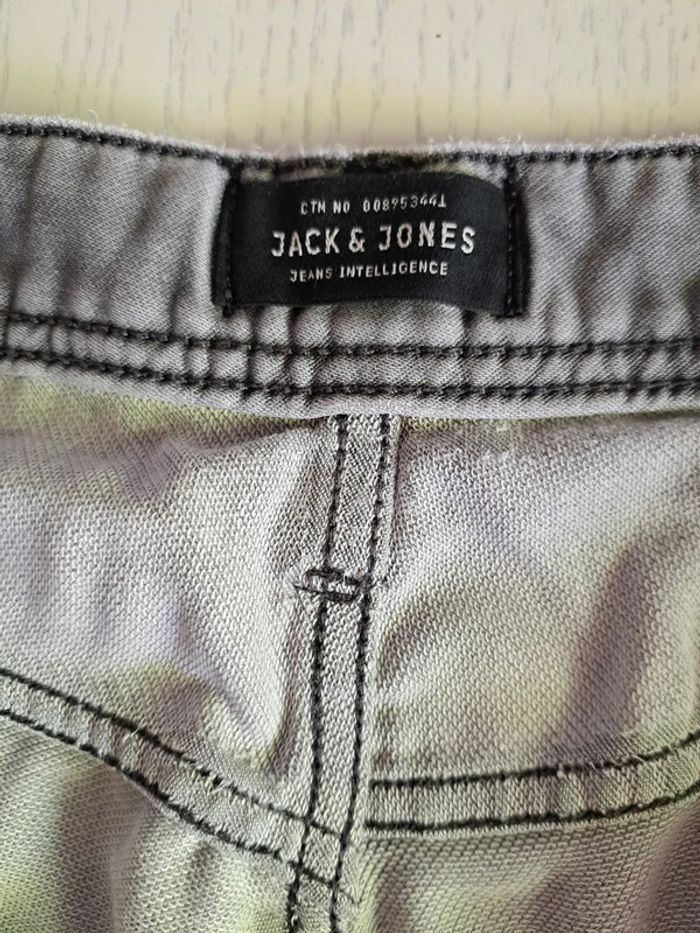 CTM NO 008953441
JACK & JONES
JEANS INTELLIGENCE